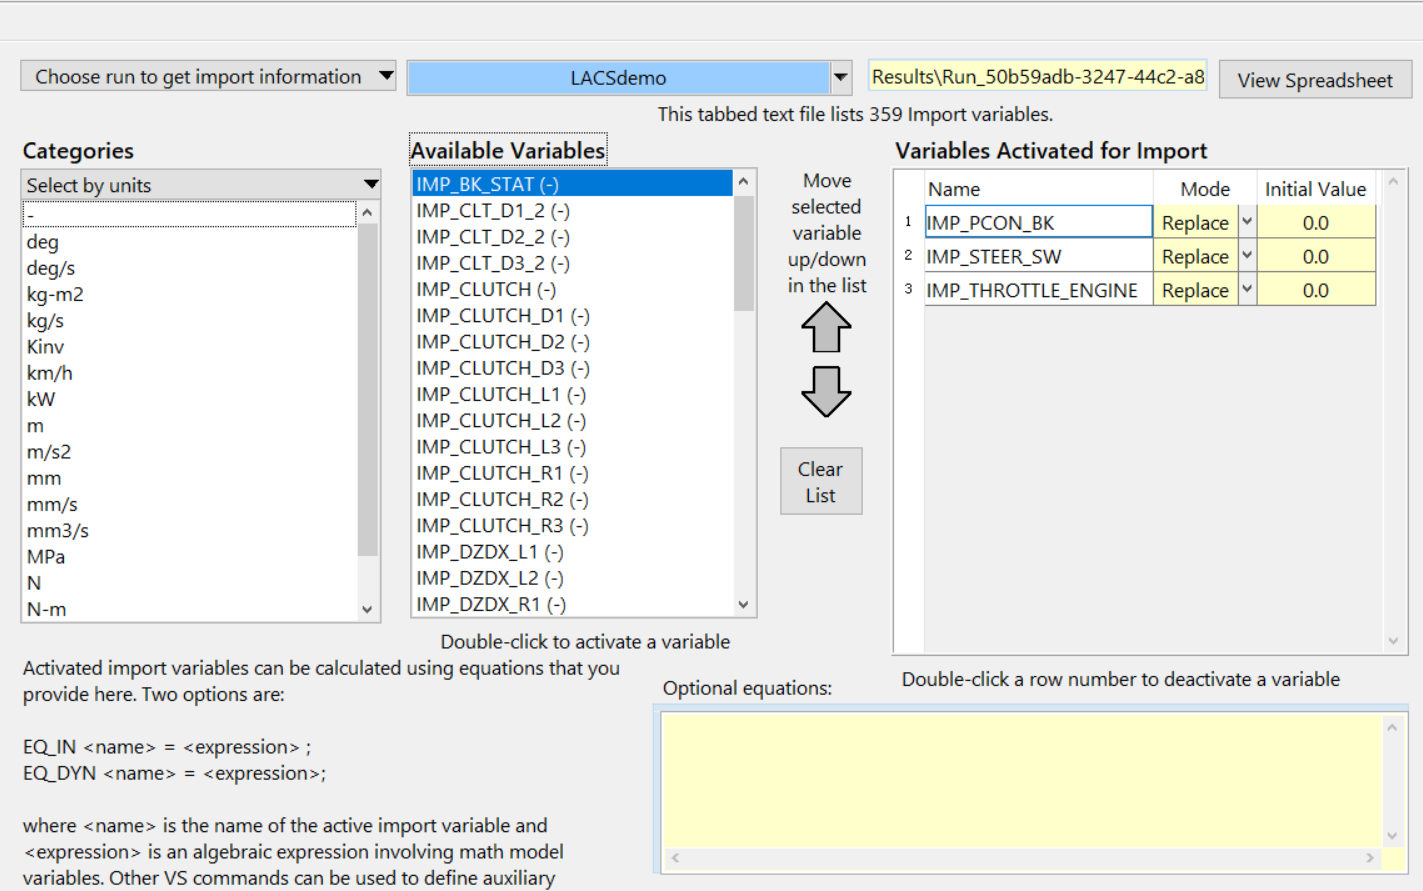 Choose run to get import information
LACSdemo
Results\Run_50b59adb-3247-44c2-a8
View Spreadsheet
This tabbed text file lists 359 Import variables.
Categories
Select by units
-
deg
deg/s
kg-m2
kg/s
Kinv
km/h
kW
m
m/s2
mm
mm/s
mm3/s
MPa
N
N-m
Available Variables
IMP_BK_STAT (-)
IMP_CLT_D1_2 (-)
IMP_CLT_D2_2 (-)
IMP_CLT_D3_2 (-)
IMP_CLUTCH (-)
IMP_CLUTCH_D1 (-)
IMP_CLUTCH_D2 (-)
IMP_CLUTCH_D3 (-)
IMP_CLUTCH_L1 (-)
IMP_CLUTCH_L2 (-)
IMP_CLUTCH_L3 (-)
IMP_CLUTCH_R1 (-)
IMP_CLUTCH_R2 (-)
IMP_CLUTCH_R3 (-)
IMP_DZDX_L1 (-)
IMP_DZDX_L2 (-)
IMP_DZDX_R1 (-)
Double-click to activate a variable
Move
selected
variable
up/down
in the list
Clear
List
Variables Activated for Import
Name Mode Initial Value
1 IMP_PCON_BK Replace 0.0
2 IMP_STEER_SW Replace 0.0
3 IMP_THROTTLE_ENGINE Replace 0.0
Double-click a row number to deactivate a variable
Activated import variables can be calculated using equations that you
provide here. Two options are:
EQ_IN <name> = <expression> ;
EQ_DYN <name> = <expression>;
where <name> is the name of the active import variable and
<expression> is an algebraic expression involving math model
variables. Other VS commands can be used to define auxiliary
Optional equations: